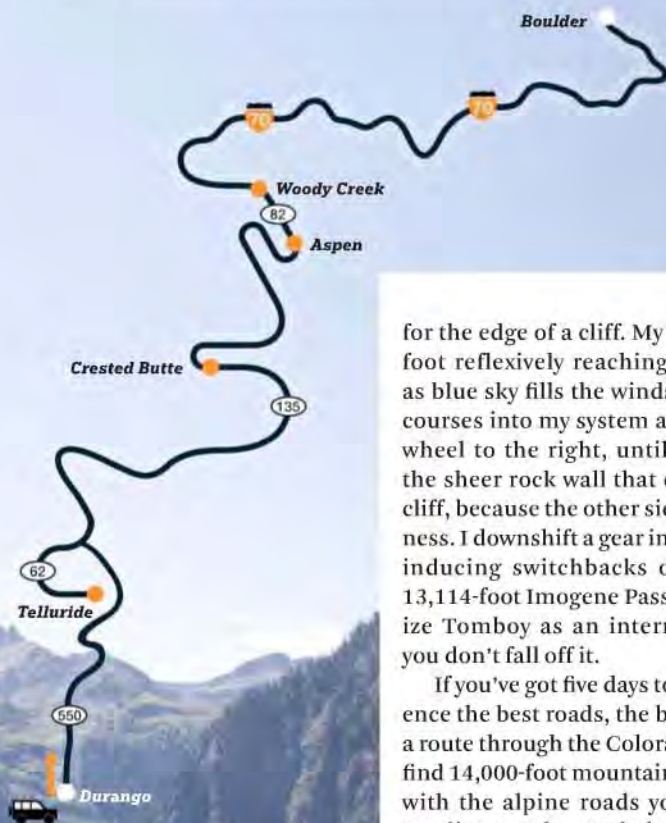 Boulder
70
70
Woody Creek
82
Aspen
Crested Butte
135
62
Telluride
550
Durango
for the edge of a cliff. My
foot reflexively reaching
as blue sky fills the winds
courses into my system a
wheel to the right, until
the sheer rock wall that
cliff, because the other sid
ness. I downshift a gear in
inducing switchbacks
13,114-foot Imogene Pass
ize Tomboy as an intern
you don't fall off it.
If you've got five days to
ence the best roads, the b
a route through the Colora
find 14,000-foot mountain
with the alpine roads yo